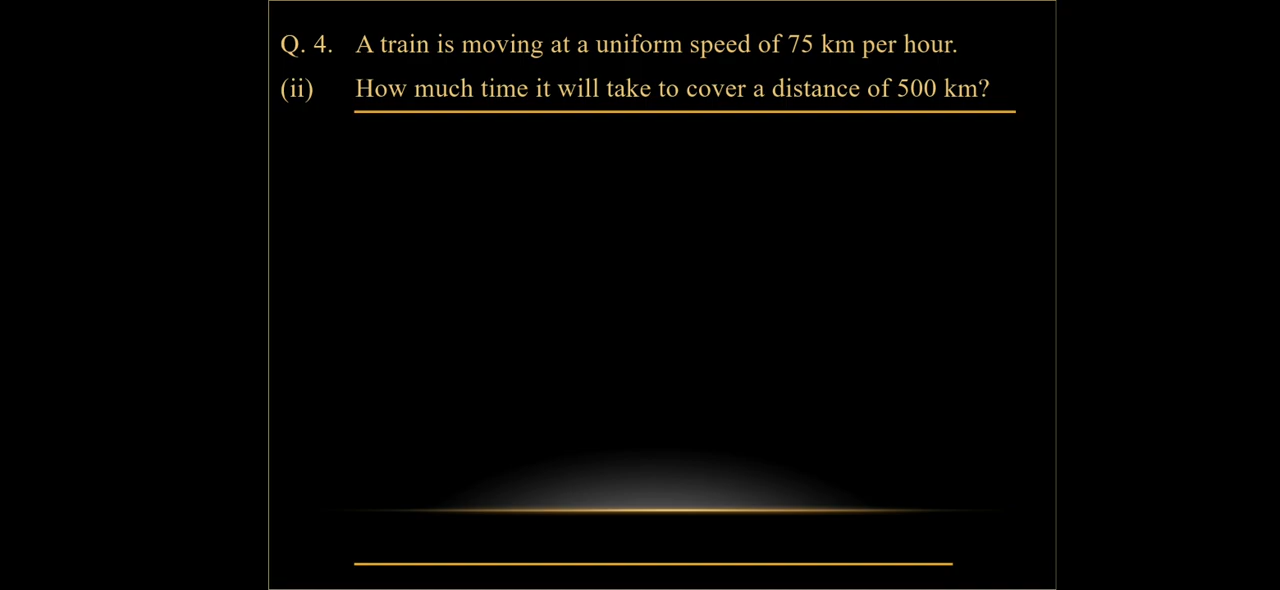 Q. 4. A train is moving at a uniform speed of 75 km per hour.
(ii) How much time it will take to cover a distance of 500 km?